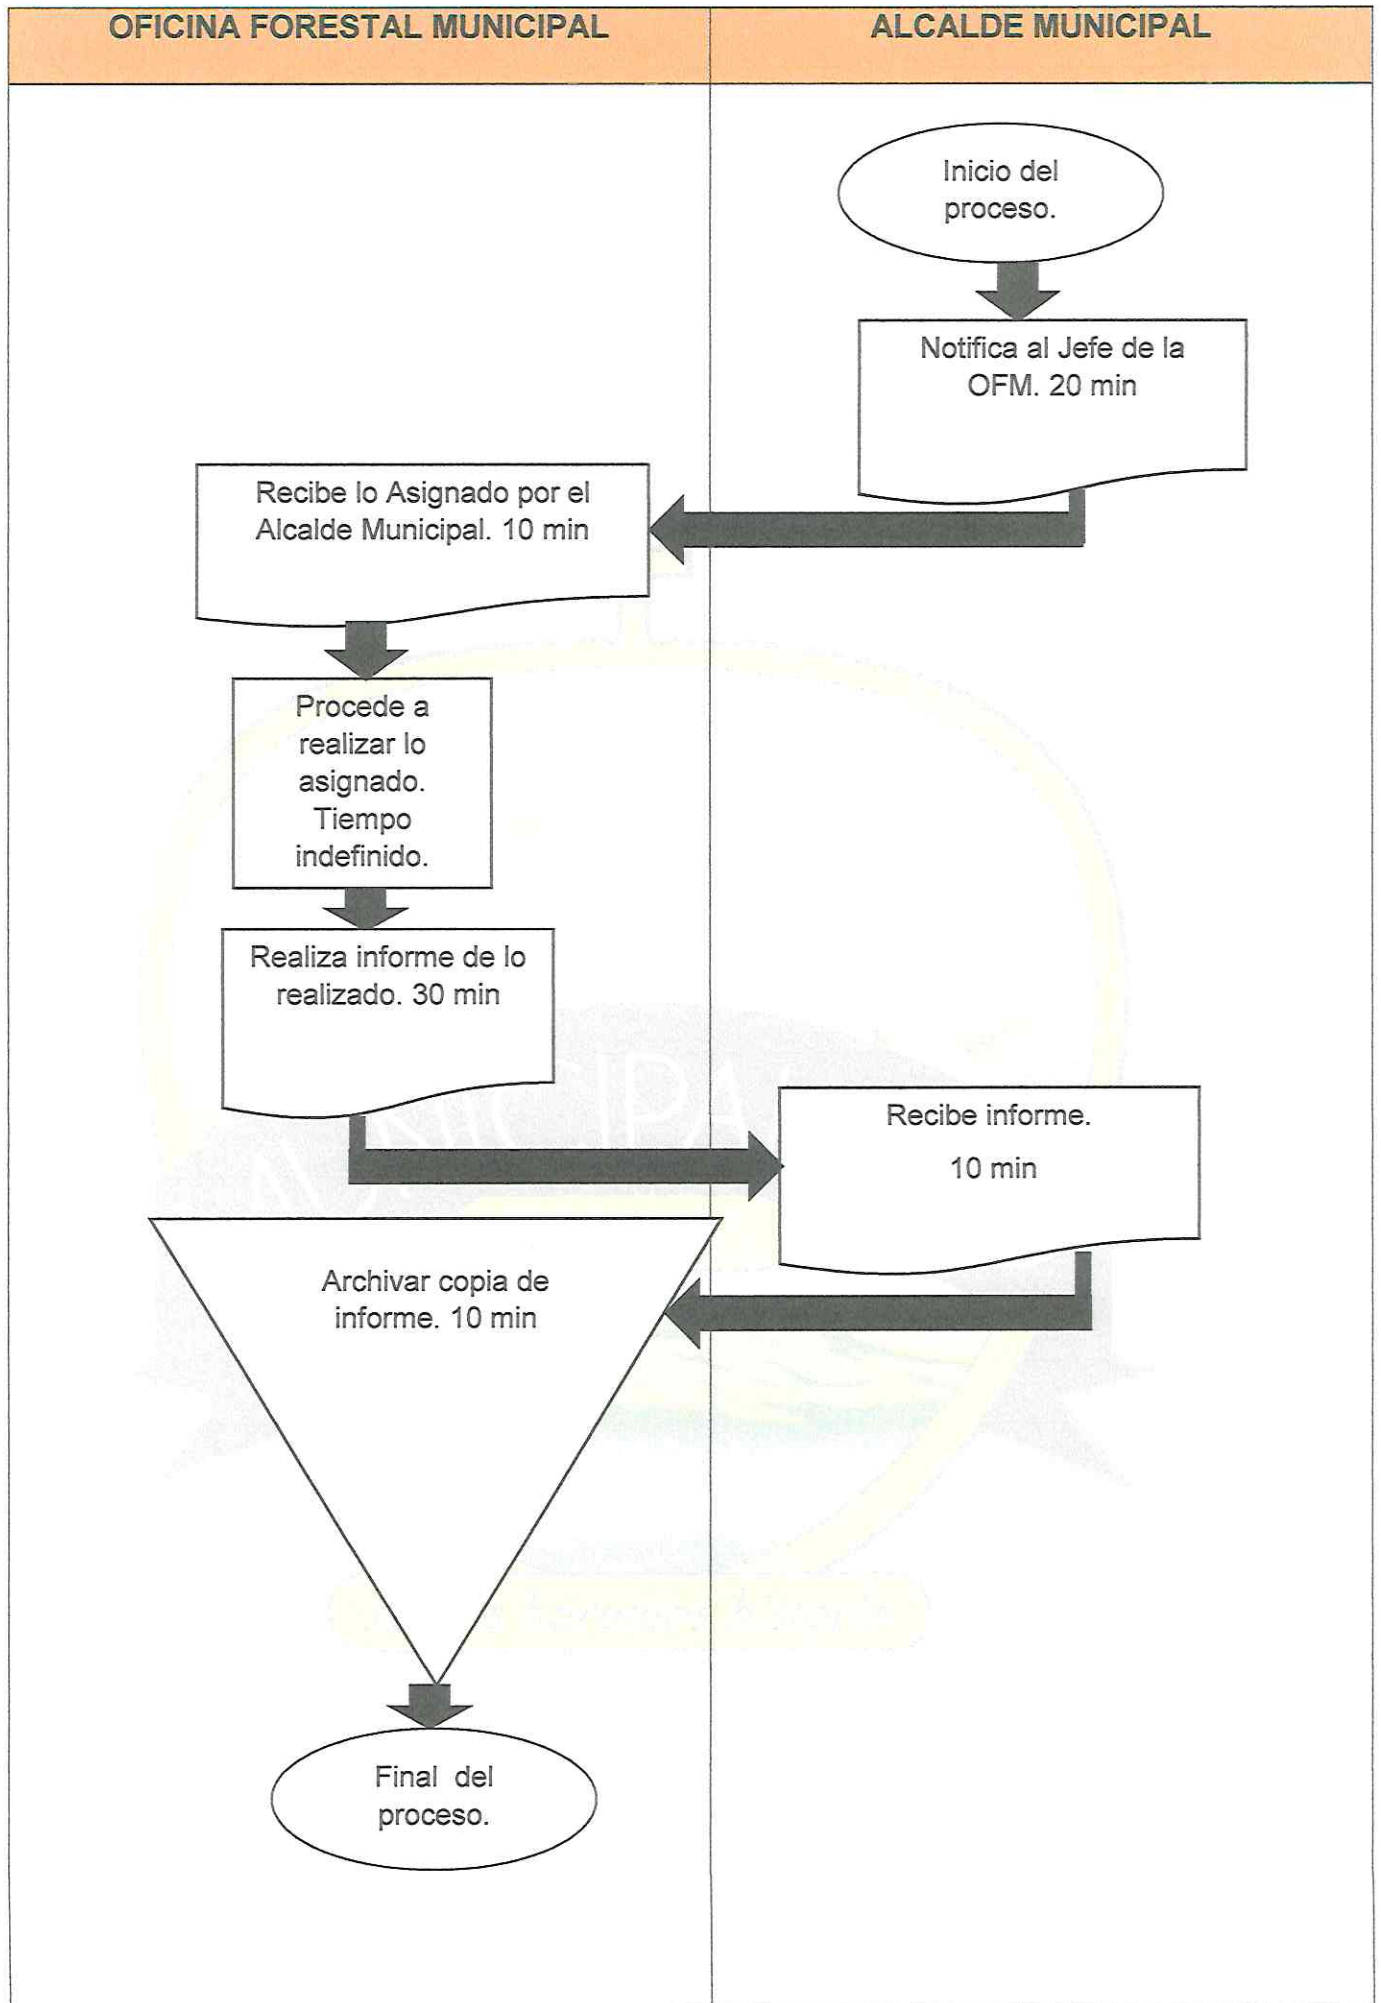 OFICINA FORESTAL MUNICIPAL
ALCALDE MUNICIPAL
Inicio del
proceso.
Notifica al Jefe de la
OFM. 20 min
Recibe lo Asignado por el
Alcalde Municipal. 10 min
Procede a
realizar lo
asignado.
Tiempo
indefinido.
Realiza informe de lo
realizado. 30 min
Recibe informe.
10 min
Archivar copia de
informe. 10 min
Final del
proceso.